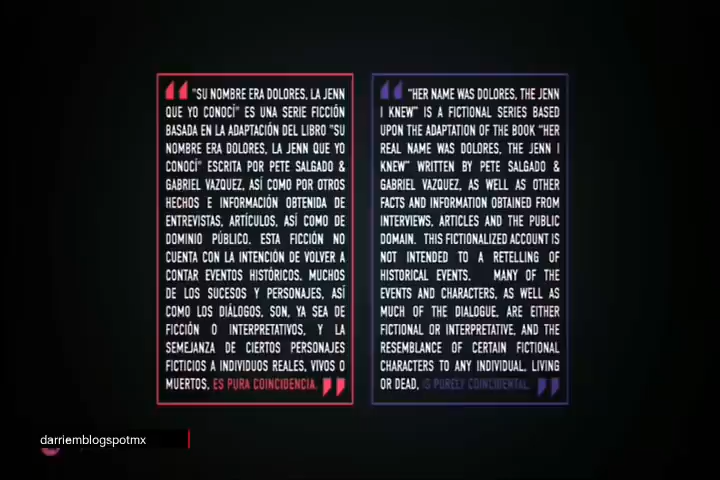 "SU NOMBRE ERA DOLORES, LA JENN
QUE YO CONOCÍ" ES UNA SERIE FICCIÓN
BASADA EN LA ADAPTACIÓN DEL LIBRO "SU
NOMBRE ERA DOLORES, LA JENN QUE YO
CONOCÍ" ESCRITA POR PETE SALGADO &
GABRIEL VAZQUEZ, ASÍ COMO POR OTROS
HECHOS E INFORMACIÓN OBTENIDA DE
ENTREVISTAS, ARTÍCULOS, ASÍ COMO DE
DOMINIO PÚBLICO. ESTA FICCIÓN NO
CUENTA CON LA INTENCIÓN DE VOLVER A
CONTAR EVENTOS HISTÓRICOS. MUCHOS
DE LOS SUCESOS Y PERSONAJES, ASÍ
COMO LOS DIÁLOGOS, SON, YA SEA DE
FICCIÓN O INTERPRETATIVOS, Y LA
SEMEJANZA DE CIERTOS PERSONAJES
FICTICIOS A INDIVIDUOS REALES, VIVOS O
MUERTOS, ES PURA COINCIDENCIA.
"HER NAME WAS DOLORES, THE JENN
I KNEW" IS A FICTIONAL SERIES BASED
UPON THE ADAPTATION OF THE BOOK "HER
REAL NAME WAS DOLORES, THE JENN I
KNEW" WRITTEN BY PETE SALGADO &
GABRIEL VAZQUEZ, AS WELL AS OTHER
FACTS AND INFORMATION OBTAINED FROM
INTERVIEWS, ARTICLES AND THE PUBLIC
DOMAIN. THIS FICTIONALIZED ACCOUNT IS
NOT INTENDED TO A RETELLING OF
HISTORICAL EVENTS. MANY OF THE
EVENTS AND CHARACTERS, AS WELL AS
MUCH OF THE DIALOGUE, ARE EITHER
FICTIONAL OR INTERPRETATIVE, AND THE
RESEMBLANCE OF CERTAIN FICTIONAL
CHARACTERS TO ANY INDIVIDUAL, LIVING
OR DEAD, IS PURELY COINCIDENTAL.
darriemblogspotmx